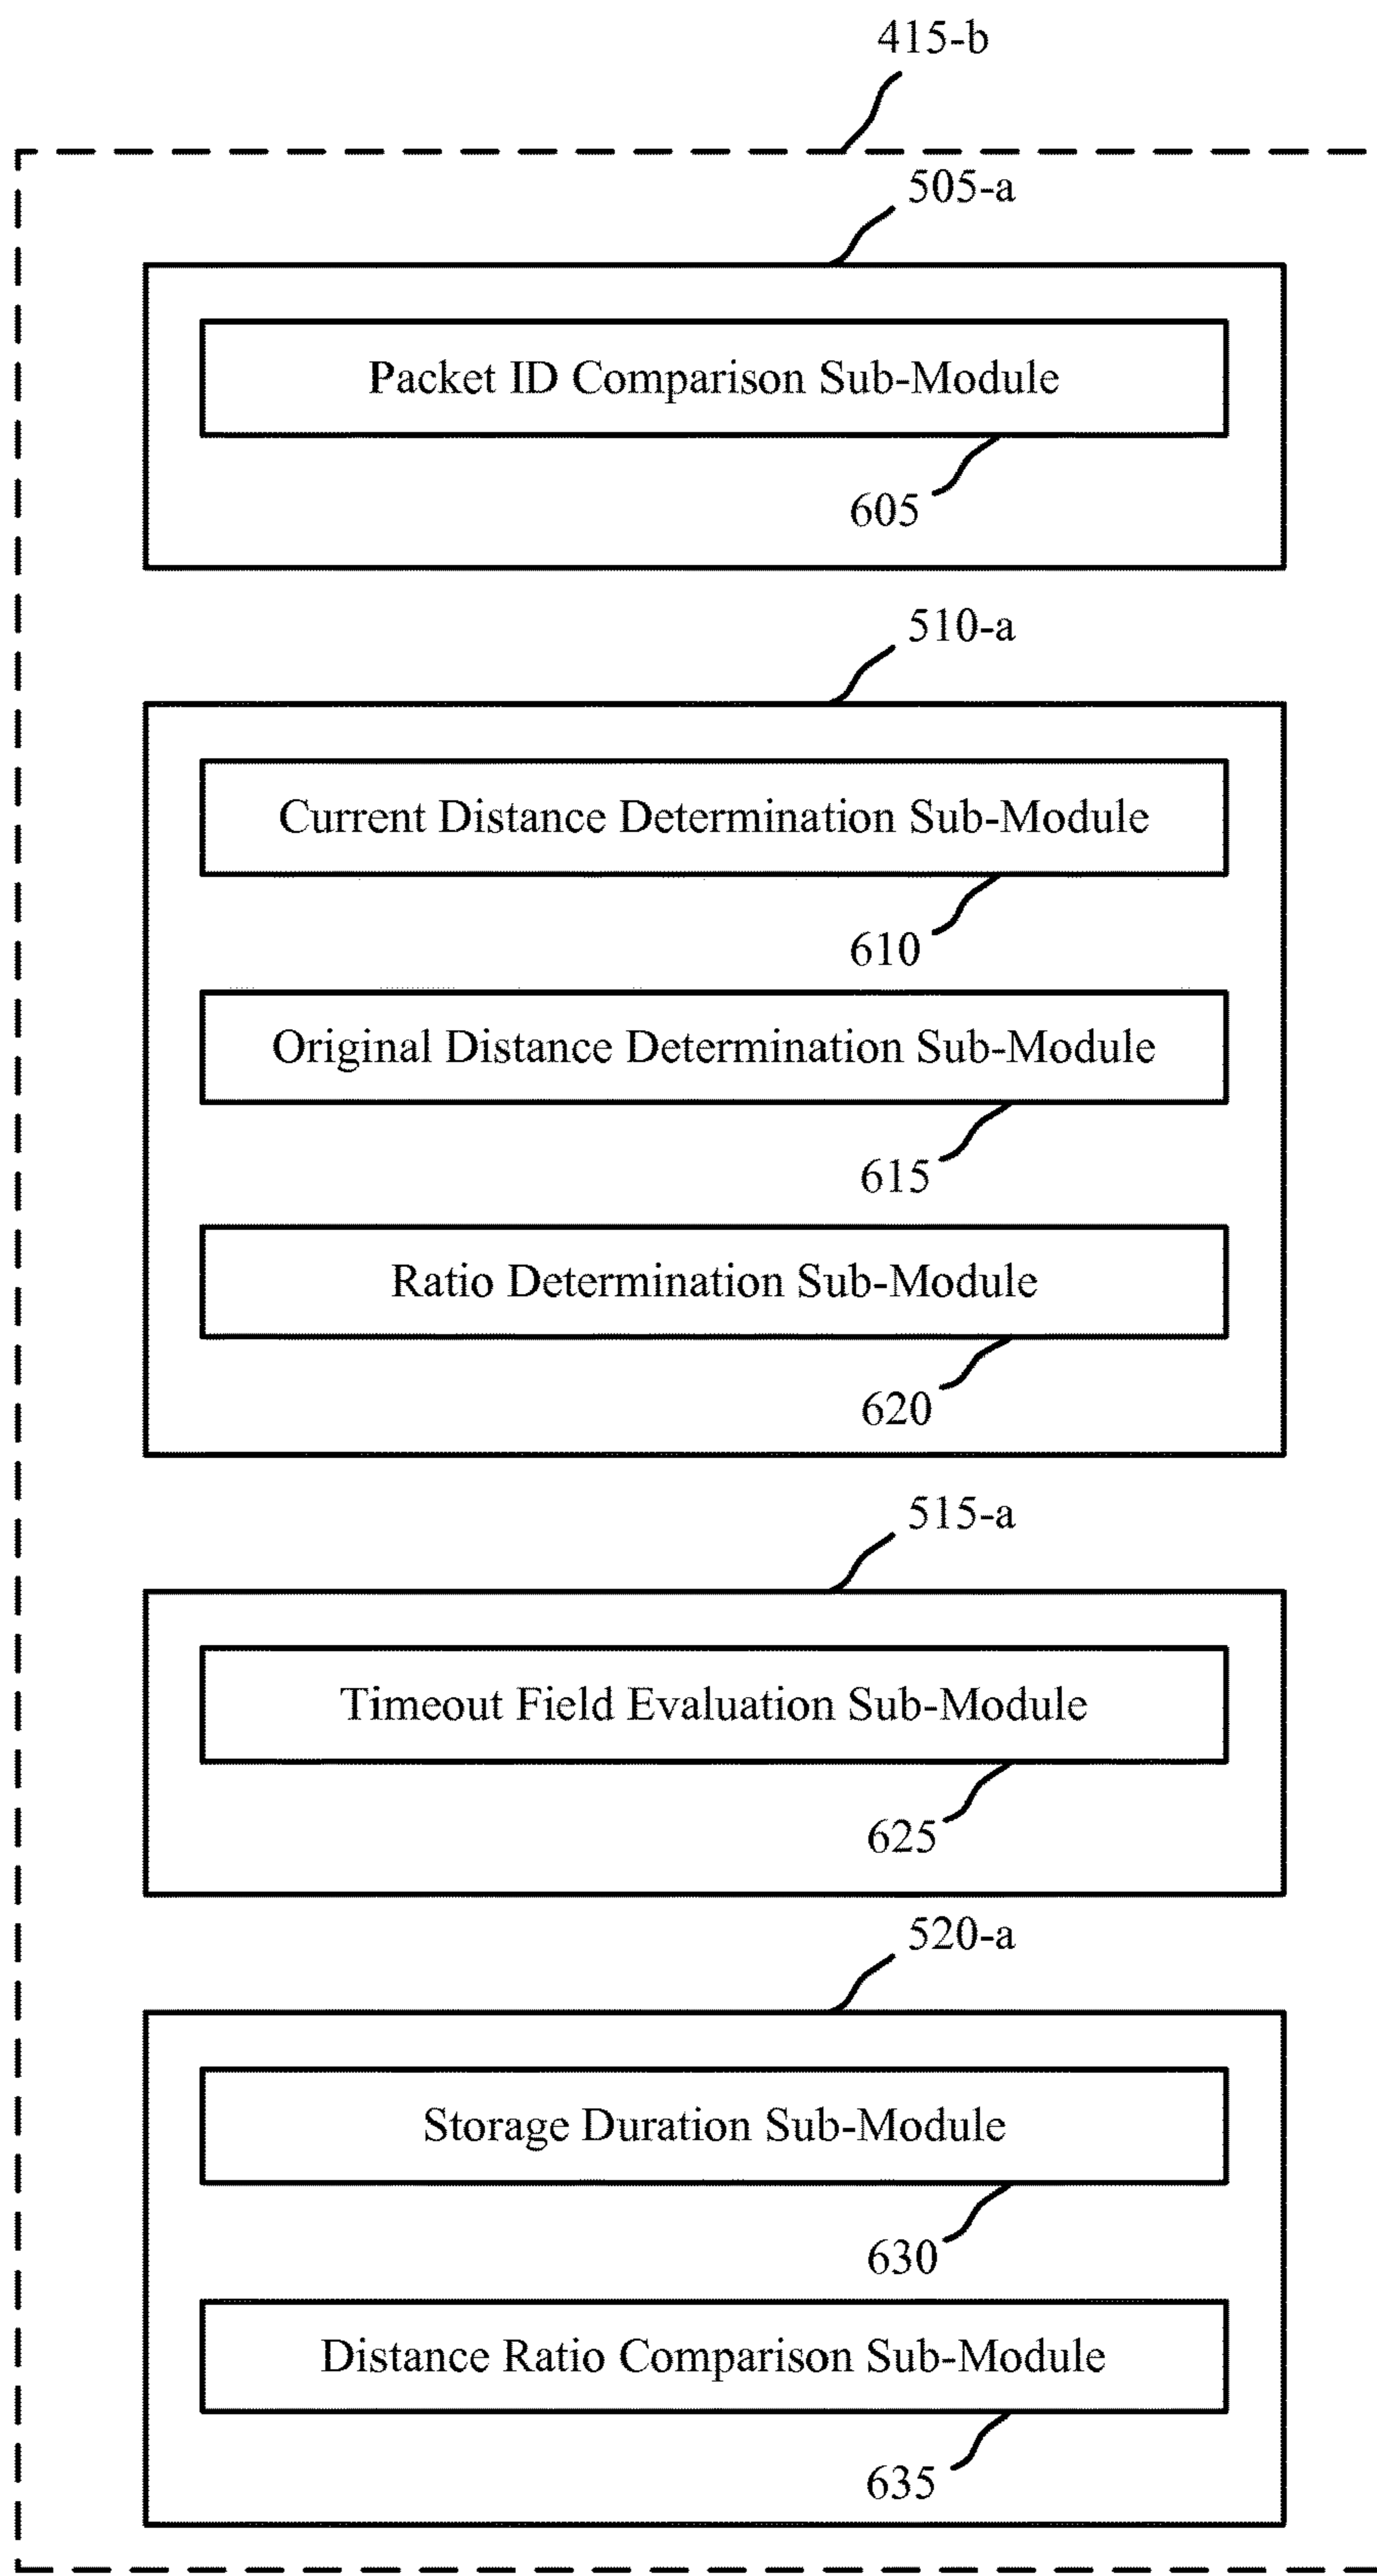 415-b
505-a
Packet ID Comparison Sub-Module
605
510-a
Current Distance Determination Sub-Module
610
Original Distance Determination Sub-Module
615
Ratio Determination Sub-Module
620
515-a
Timeout Field Evaluation Sub-Module
625
520-a
Storage Duration Sub-Module
630
Distance Ratio Comparison Sub-Module
635